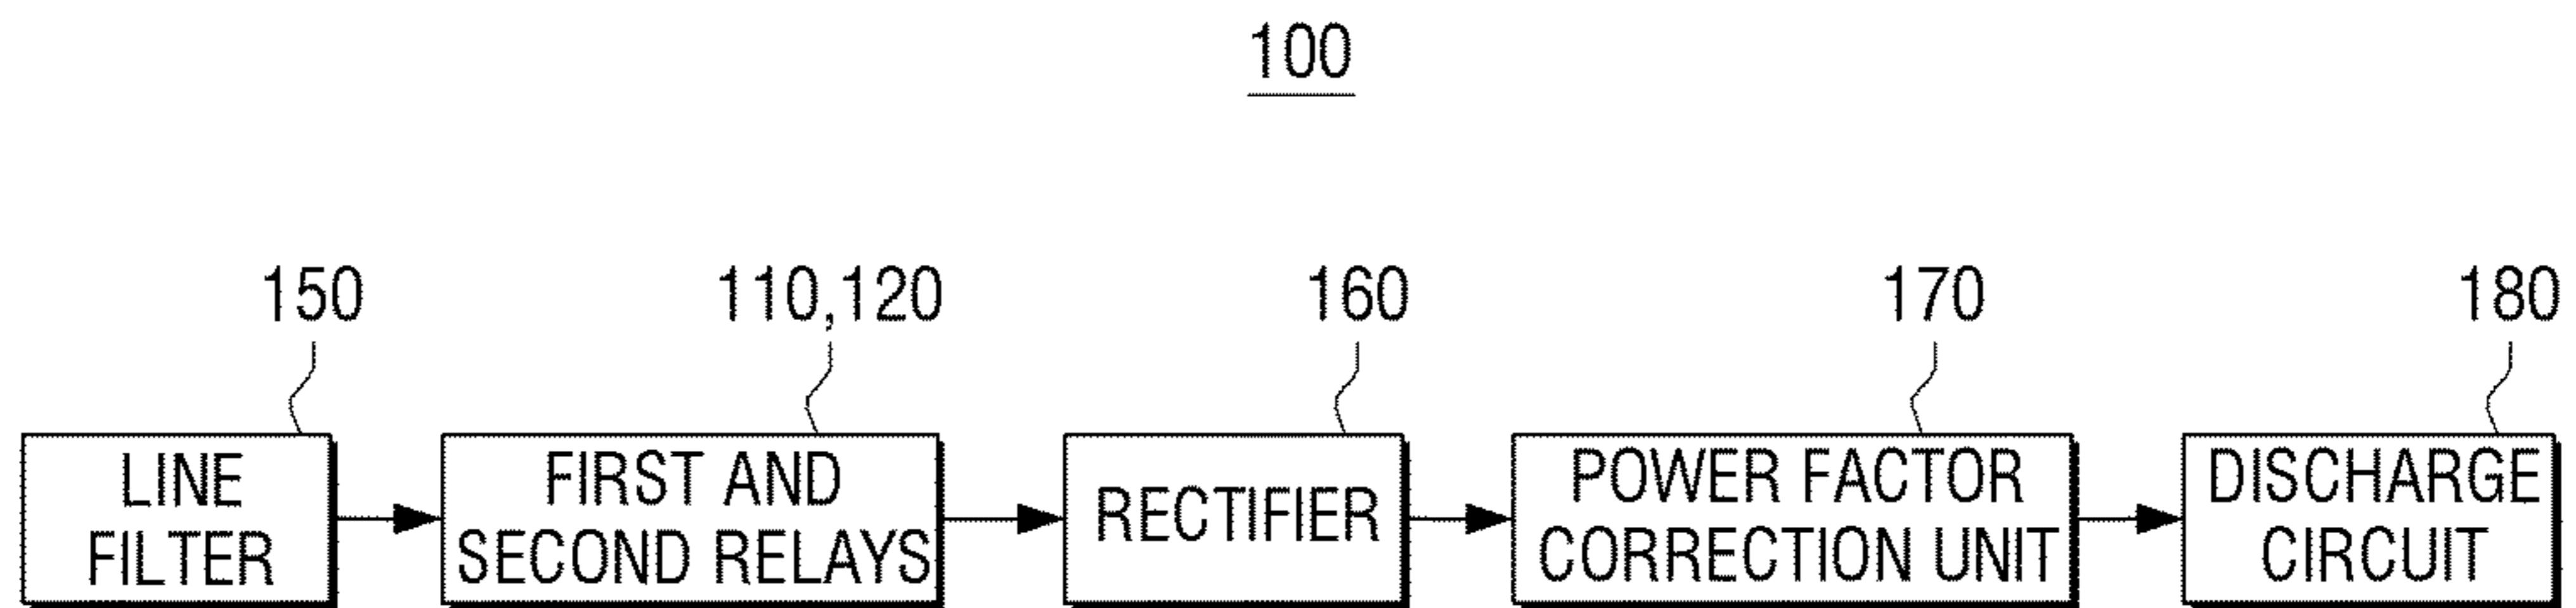 100
150
110,120
160
170
180
LINE
FILTER
FIRST AND
SECOND RELAYS
RECTIFIER
POWER FACTOR
CORRECTION UNIT
DISCHARGE
CIRCUIT